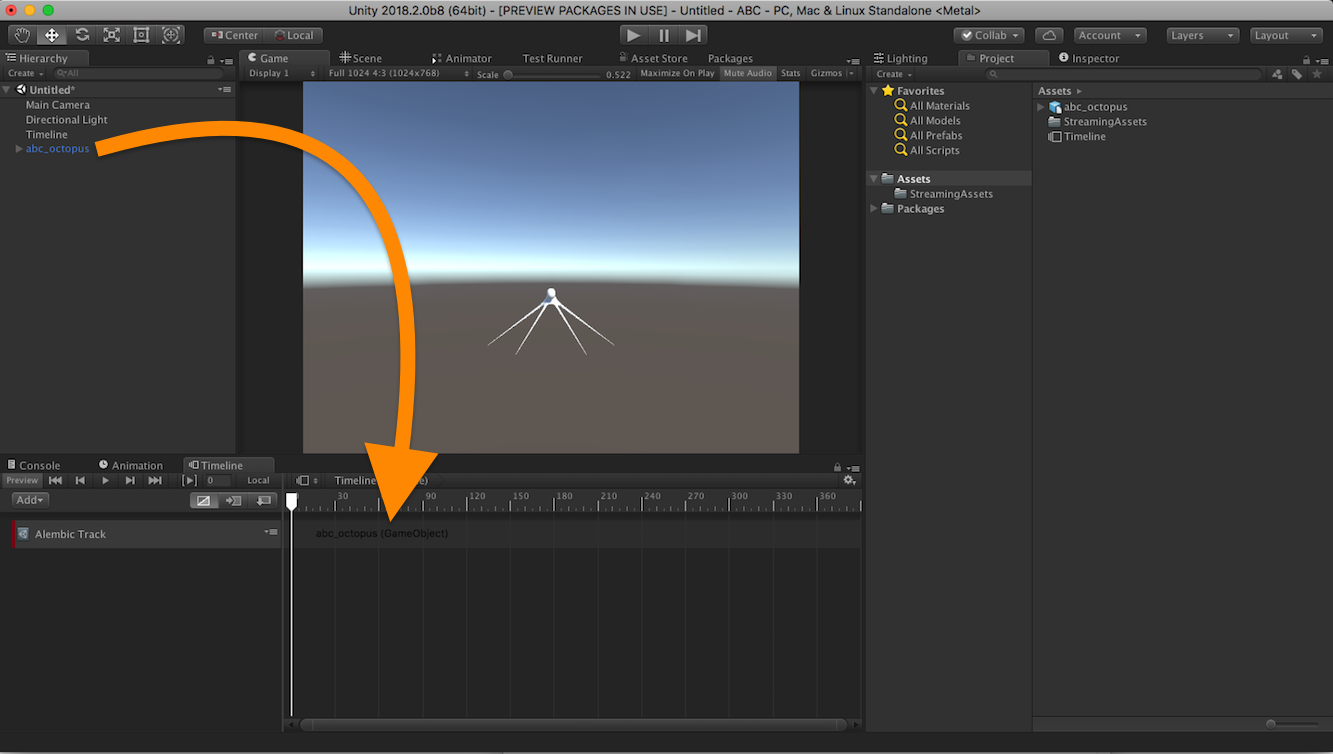 Unity 2018.2.0b8 (64bit) - [PREVIEW PACKAGES IN USE] - Untitled - ABC - PC, Mac & Linux Standalone <Metal>
Center Local Collab Account Layers Layout
Hierarchy
Create All
Untitled*
Main Camera
Directional Light
Timeline
abc_octopus
Game Scene Animator Test Runner Asset Store Packages
Display 1 Full 1024 4:3 (1024x768) Scale 0.522 Maximize On Play Mute Audio Stats Gizmos
Lighting Project Inspector
Create
Favorites
All Materials
All Models
All Prefabs
All Scripts
Assets
StreamingAssets
Packages
Assets
abc_octopus
StreamingAssets
Timeline
Console Animation Timeline
Preview 0 Local Timeline
Add 30 90 120 150 180 210 240 270 300 330 360
Alembic Track
abc_octopus (GameObject)